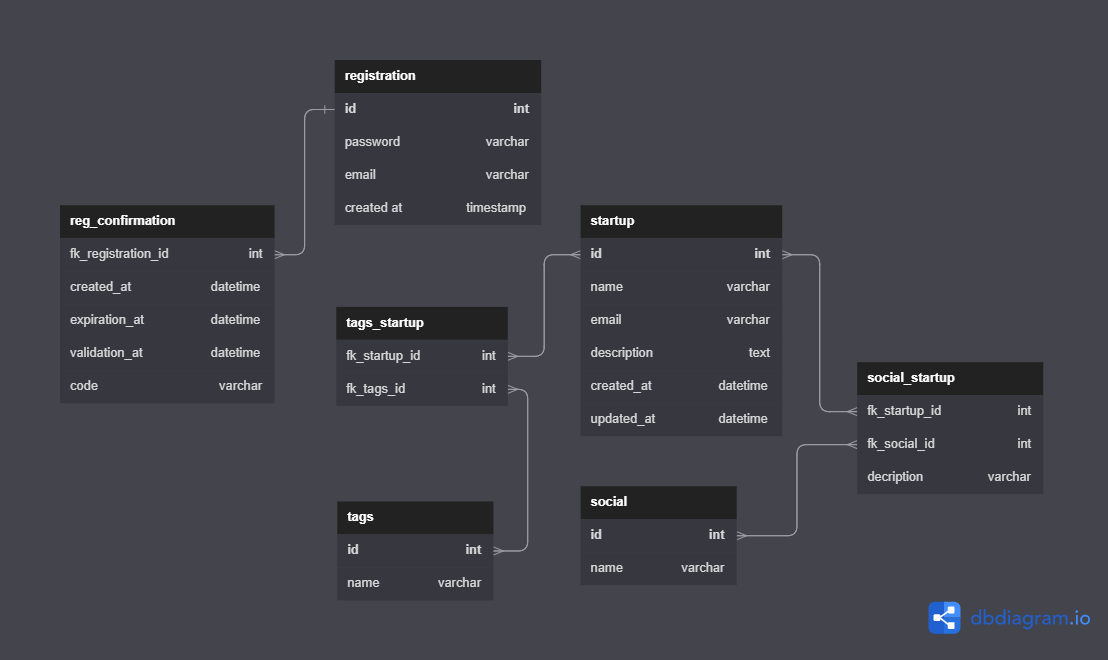 registration
id int
password varchar
email varchar
created at timestamp
reg_confirmation
fk_registration_id int
created_at datetime
expiration_at datetime
validation_at datetime
code varchar
startup
id int
name varchar
email varchar
description text
created_at datetime
updated_at datetime
tags_startup
fk_startup_id int
fk_tags_id int
social_startup
fk_startup_id int
fk_social_id int
decription varchar
tags
id int
name varchar
social
id int
name varchar
dbdiagram.io